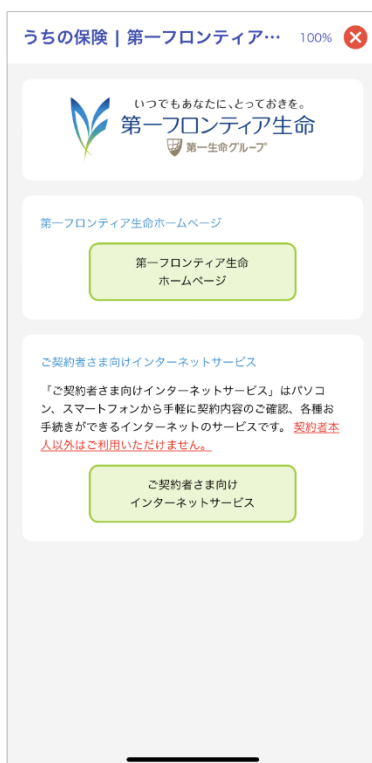 うちの保険 | 第一フロンティア… 100%
いつでもあなたに、とっておきを。
第一フロンティア生命
第一生命グループ
第一フロンティア生命ホームページ
第一フロンティア生命
ホームページ
ご契約者さま向けインターネットサービス
「ご契約者さま向けインターネットサービス」はパソコ
ン、スマートフォンから手軽に契約内容のご確認、各種お
手続きができるインターネットのサービスです。 契約者本
人以外はご利用いただけません。
ご契約者さま向け
インターネットサービス